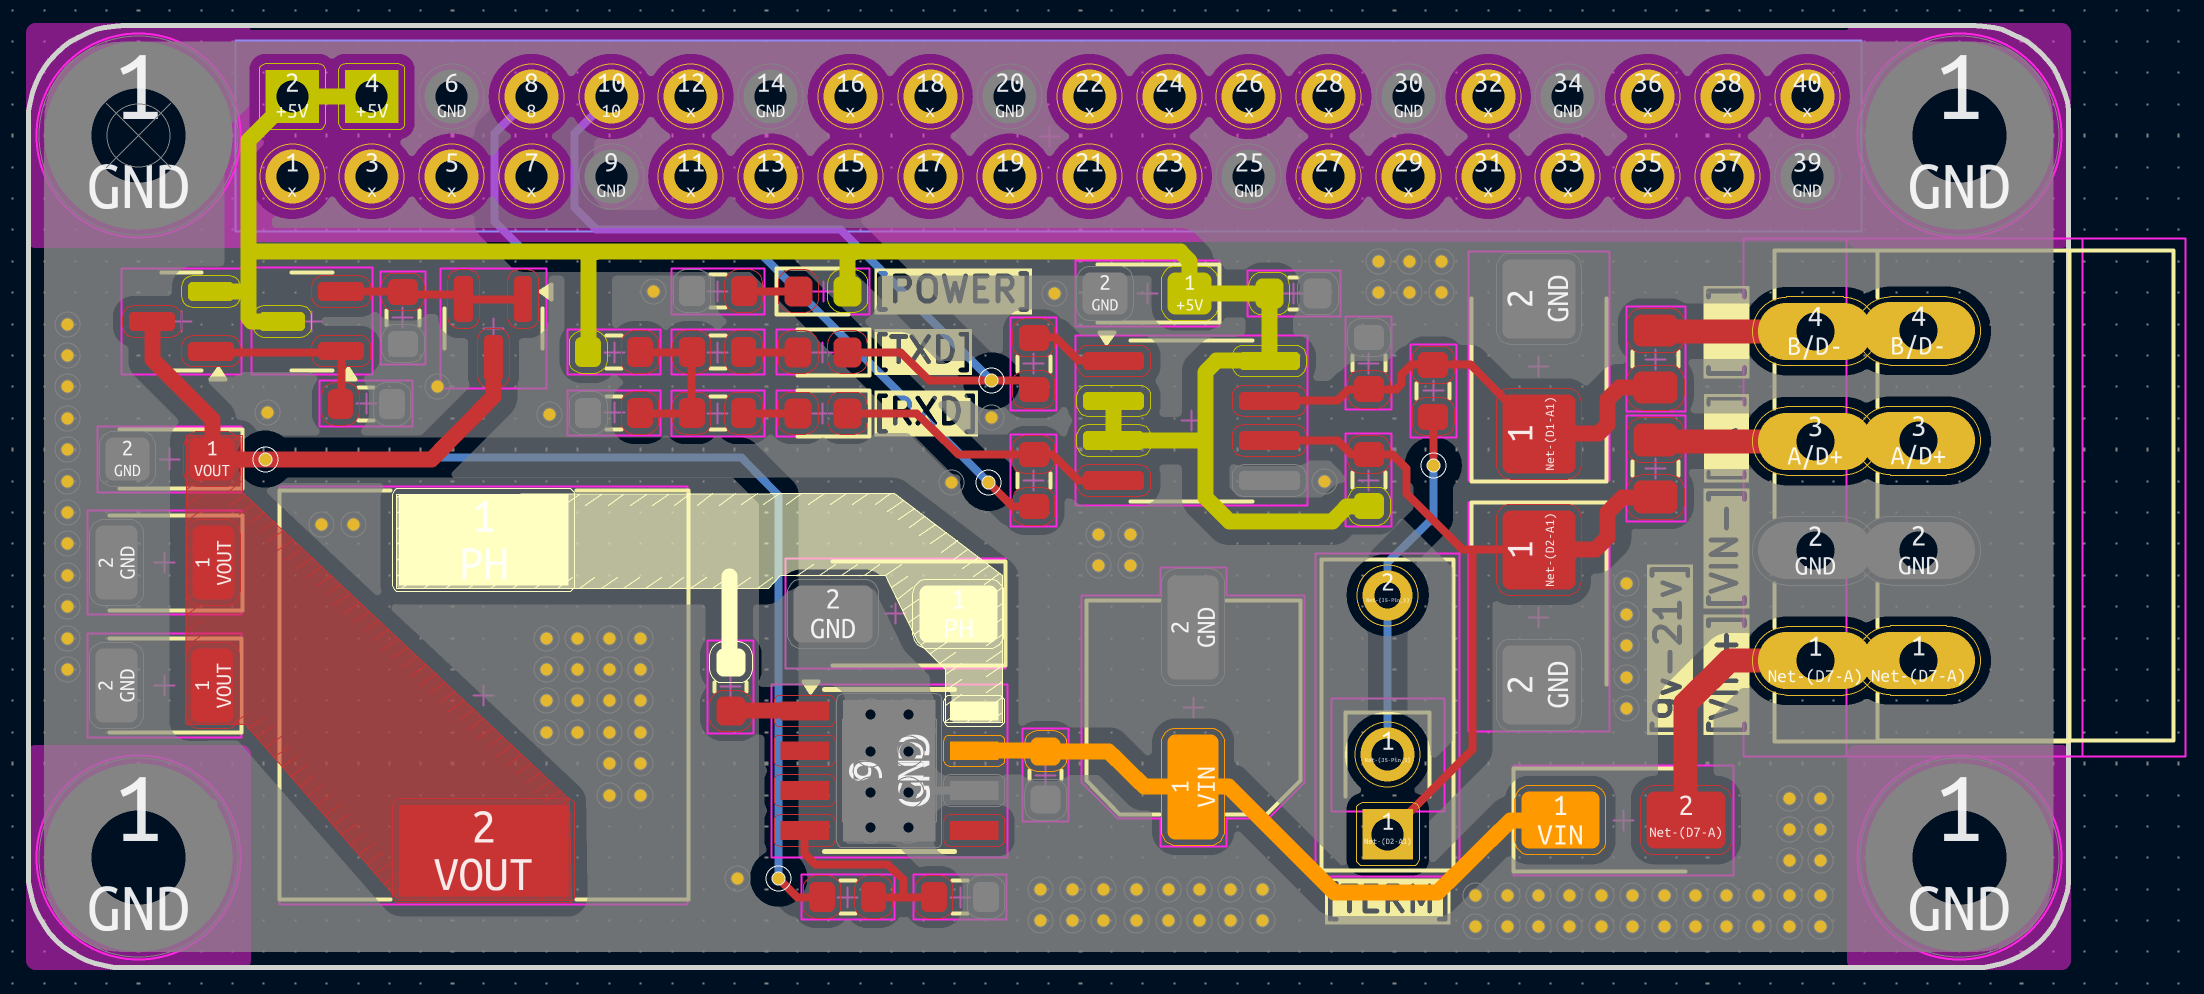 1
GND
2
+5V
4
+5V
6
GND
8
8
10
10
12
x
14
GND
16
x
18
x
20
GND
22
x
24
x
26
x
28
x
30
GND
32
x
34
GND
36
x
38
x
40
x
1
GND
1
x
3
x
5
x
7
x
9
GND
11
x
13
x
15
x
17
x
19
x
21
x
23
x
25
GND
27
x
29
x
31
x
33
x
35
x
37
x
39
GND
[POWER]
2
GND
1
+5V
2
GND
[TXD]
[RXD]
4
B/D-
4
B/D-
1
Net-(D1-A1)
3
A/D+
3
A/D+
2
GND
1
VOUT
1
PH
2
GND
1
VOUT
1
Net-(D2-A1)
[VIN-]
2
GND
2
GND
2
GND
1
PH
2
2
GND
9v-21v]
[VIN+]
1
Net-(D7-A)
1
Net-(D7-A)
2
GND
1
VOUT
2
GND
9
GND
1
1
VIN
1
Net-(D2-A1)
1
VIN
2
Net-(D7-A)
2
VOUT
[TERM]
1
GND
1
GND